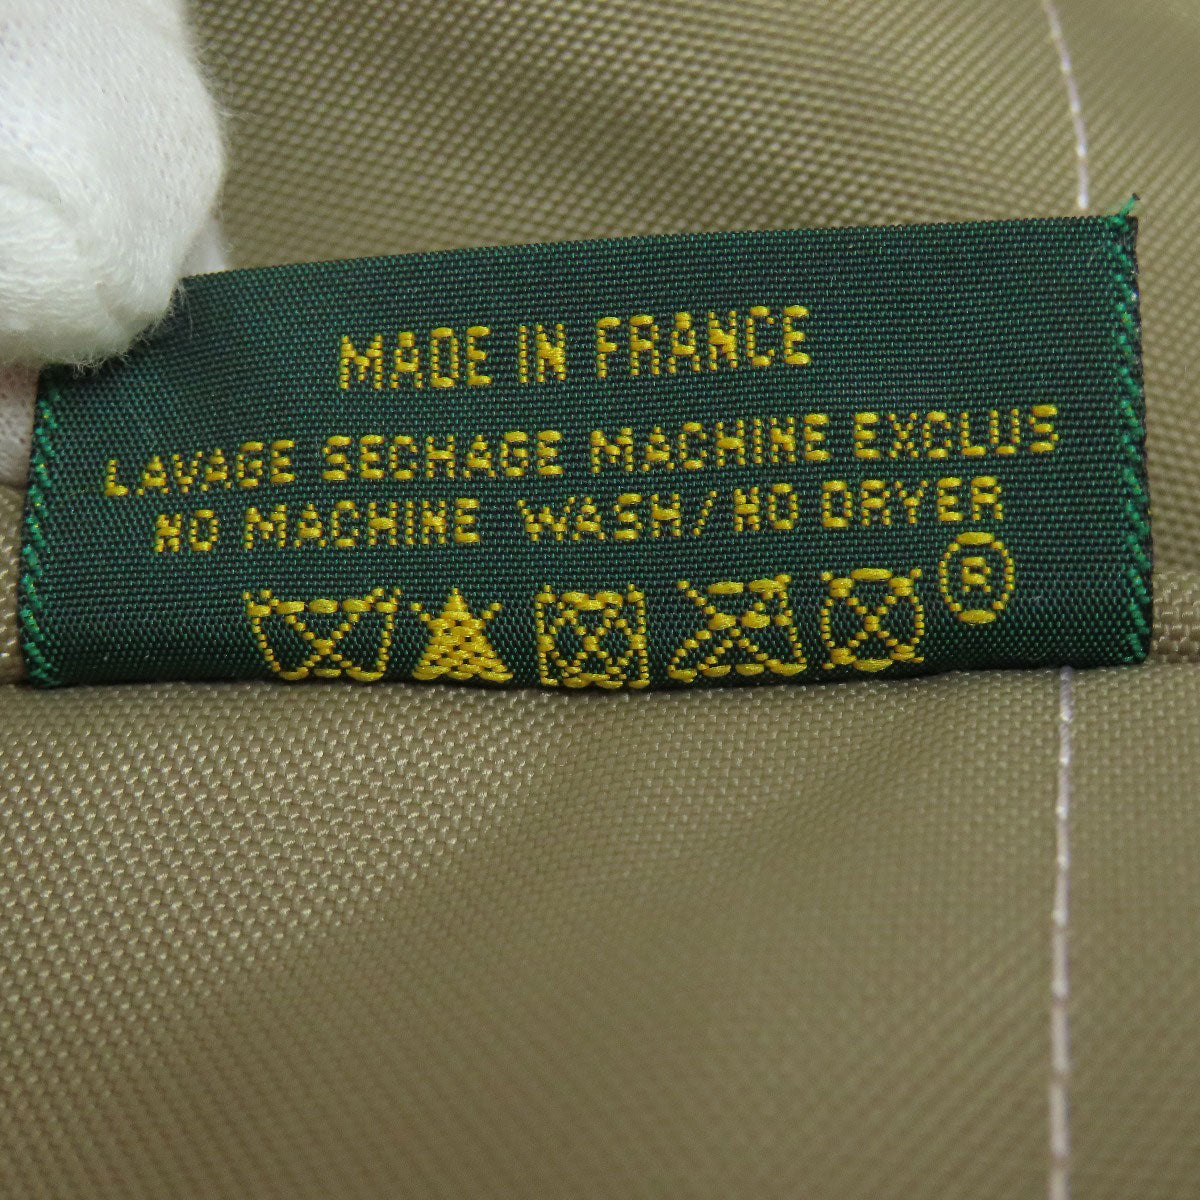 MADE IN FRANCE
LAVAGE SECHAGE MACHINE EXCLUS
NO MACHINE WASH/NO DRYER
®